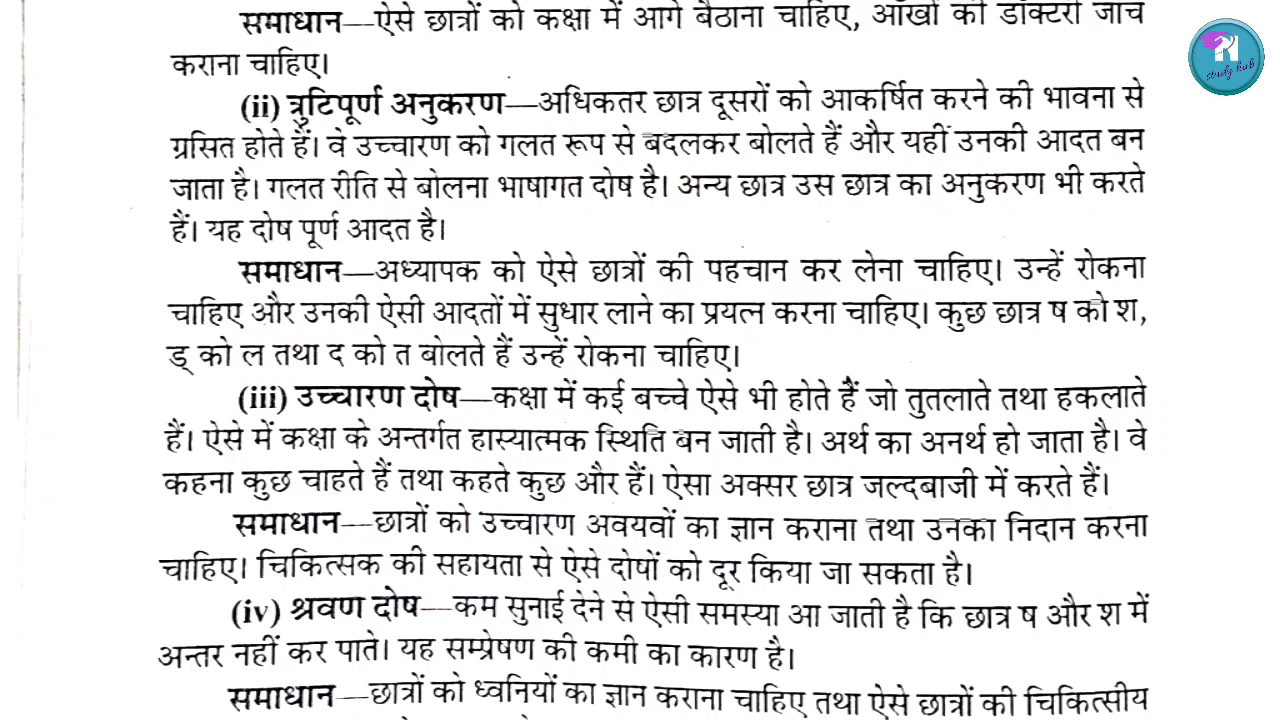 समाधान—ऐसे छात्रों को कक्षा में आगे बैठाना चाहिए, आँखों की डॉक्टरी जाँच
कराना चाहिए।
(ii) त्रुटिपूर्ण अनुकरण—अधिकतर छात्र दूसरों को आकर्षित करने की भावना से
ग्रसित होते हैं। वे उच्चारण को गलत रूप से बदलकर बोलते हैं और यहीं उनकी आदत बन
जाता है। गलत रीति से बोलना भाषागत दोष है। अन्य छात्र उस छात्र का अनुकरण भी करते
हैं। यह दोष पूर्ण आदत है।
समाधान—अध्यापक को ऐसे छात्रों की पहचान कर लेना चाहिए। उन्हें रोकना
चाहिए और उनकी ऐसी आदतों में सुधार लाने का प्रयत्न करना चाहिए। कुछ छात्र ष को श,
ड् को ल तथा द को त बोलते हैं उन्हें रोकना चाहिए।
(iii) उच्चारण दोष—कक्षा में कई बच्चे ऐसे भी होते हैं जो तुतलाते तथा हकलाते
हैं। ऐसे में कक्षा के अन्तर्गत हास्यात्मक स्थिति बन जाती है। अर्थ का अनर्थ हो जाता है। वे
कहना कुछ चाहते हैं तथा कहते कुछ और हैं। ऐसा अक्सर छात्र जल्दबाजी में करते हैं।
समाधान—छात्रों को उच्चारण अवयवों का ज्ञान कराना तथा उनका निदान करना
चाहिए। चिकित्सक की सहायता से ऐसे दोषों को दूर किया जा सकता है।
(iv) श्रवण दोष—कम सुनाई देने से ऐसी समस्या आ जाती है कि छात्र ष और श में
अन्तर नहीं कर पाते। यह सम्प्रेषण की कमी का कारण है।
समाधान—छात्रों को ध्वनियों का ज्ञान कराना चाहिए तथा ऐसे छात्रों की चिकित्सीय
N
study hub